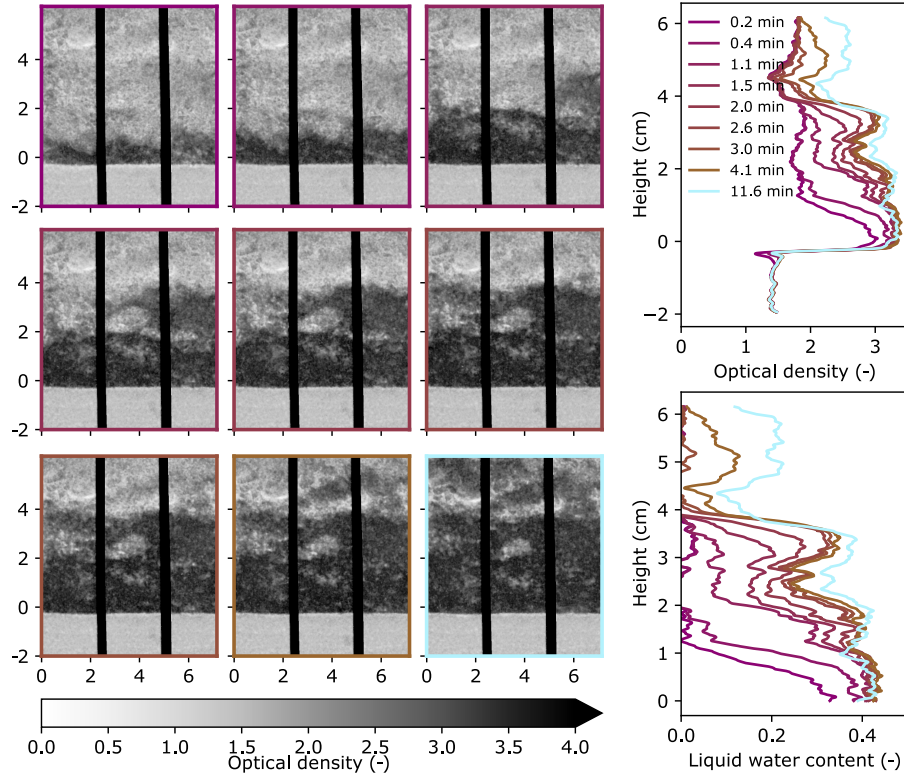 4
2
0
-2
4
2
0
-2
4
2
0
-2
0 2 4 6
0 2 4 6
0 2 4 6
0.0 0.5 1.0 1.5 2.0 2.5 3.0 3.5 4.0
Optical density (-)
6
4
2
0
−2
Height (cm)
0.2 min
0.4 min
1.1 min
1.5 min
2.0 min
2.6 min
3.0 min
4.1 min
11.6 min
0 1 2 3
Optical density (-)
6
5
4
3
2
1
0
Height (cm)
0.0 0.2 0.4
Liquid water content (-)